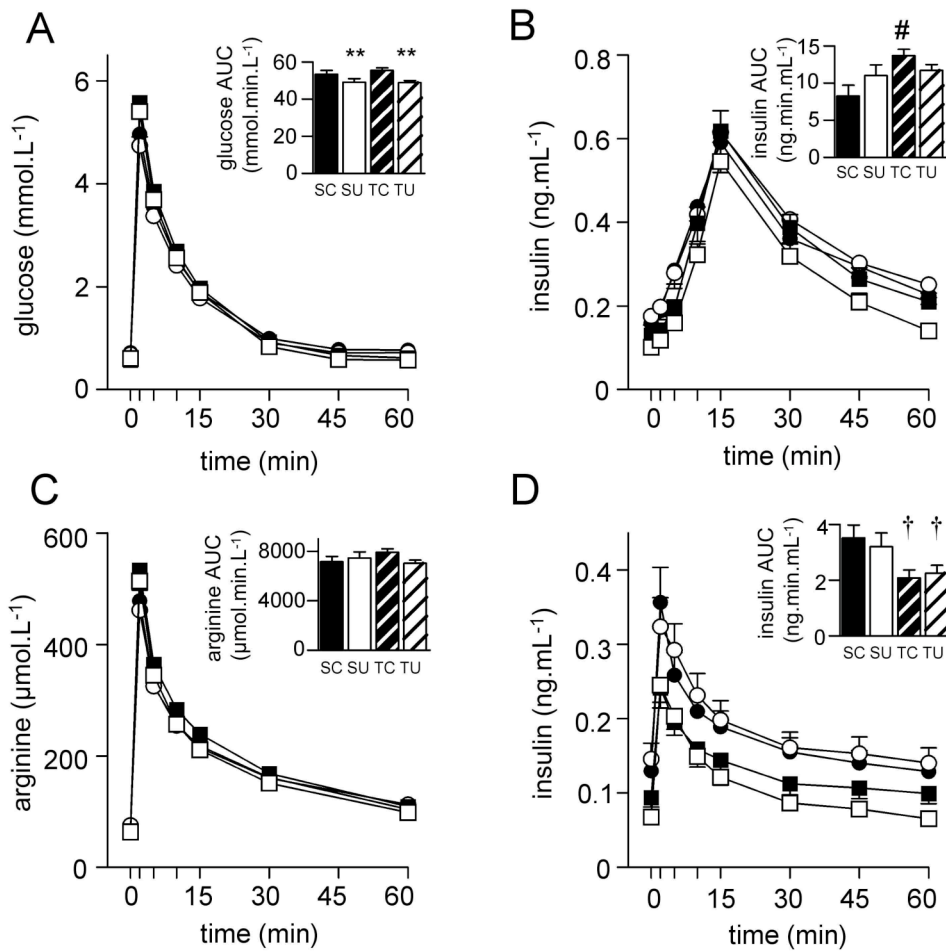 A
glucose (mmol.L⁻¹)
6
4
2
0
0 15 30 45 60
time (min)
glucose AUC
(mmol.min.L⁻¹)
60
40
20
0
** **
SC SU TC TU
B
insulin (ng.mL⁻¹)
0.8
0.6
0.4
0.2
0
0 15 30 45 60
time (min)
insulin AUC
(ng.min.mL⁻¹)
15
10
5
0
#
SC SU TC TU
C
arginine (µmol.L⁻¹)
600
400
200
0
0 15 30 45 60
time (min)
arginine AUC
(µmol.min.L⁻¹)
8000
4000
0
SC SU TC TU
D
insulin (ng.mL⁻¹)
0.4
0.3
0.2
0.1
0
0 15 30 45 60
time (min)
insulin AUC
(ng.min.mL⁻¹)
4
2
0
† †
SC SU TC TU